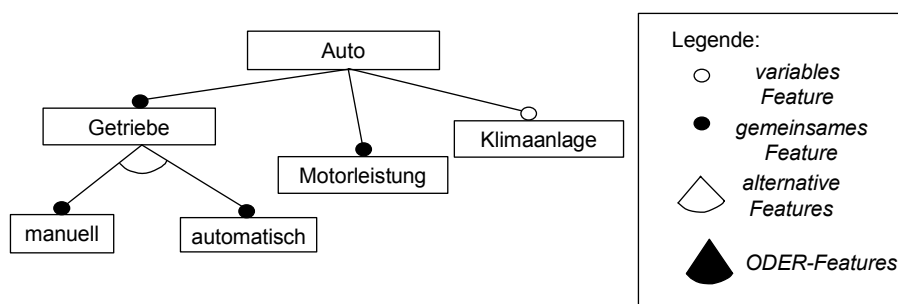 Auto
Getriebe
Klimaanlage
Motorleistung
manuell
automatisch
Legende:
variables
Feature
gemeinsames
Feature
alternative
Features
ODER-Features